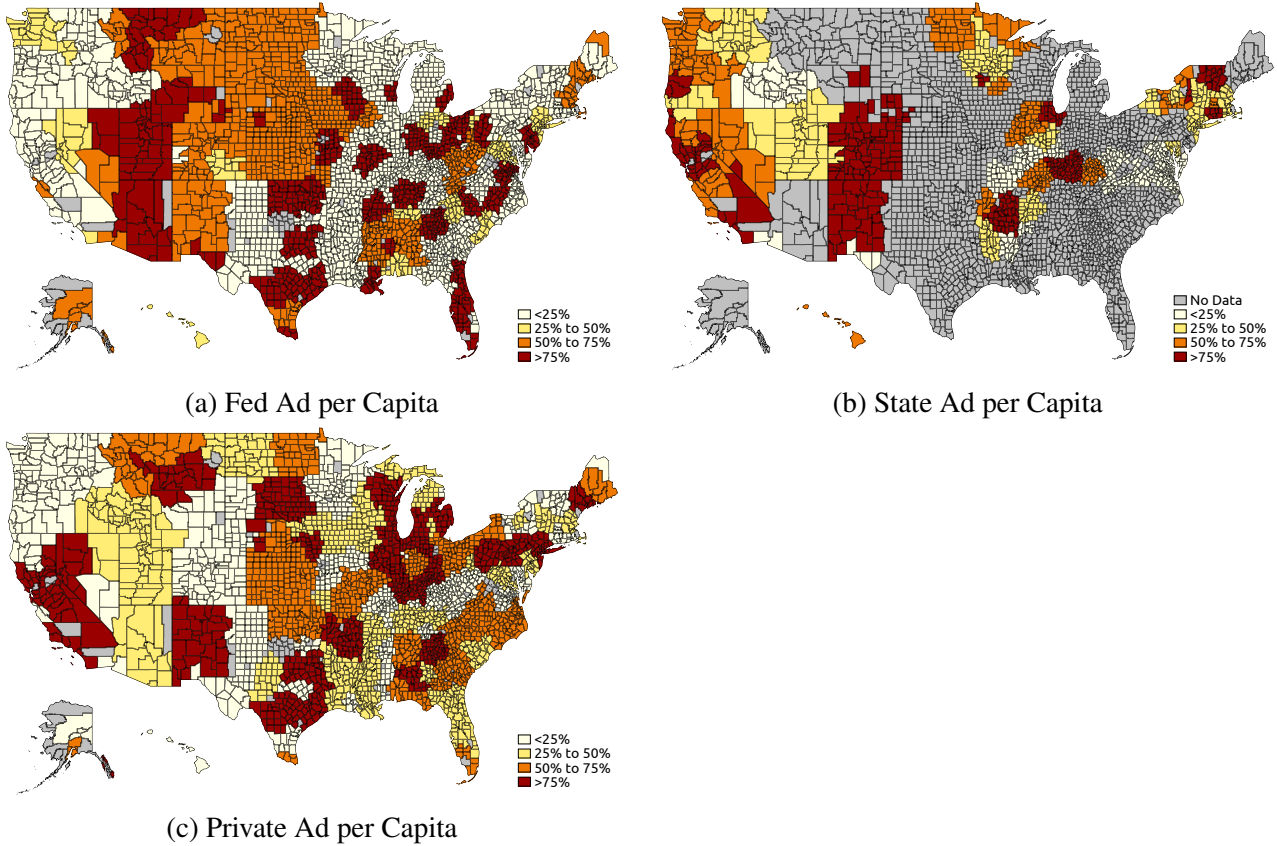 <25%
25% to 50%
50% to 75%
>75%
(a) Fed Ad per Capita
No Data
<25%
25% to 50%
50% to 75%
>75%
(b) State Ad per Capita
<25%
25% to 50%
50% to 75%
>75%
(c) Private Ad per Capita